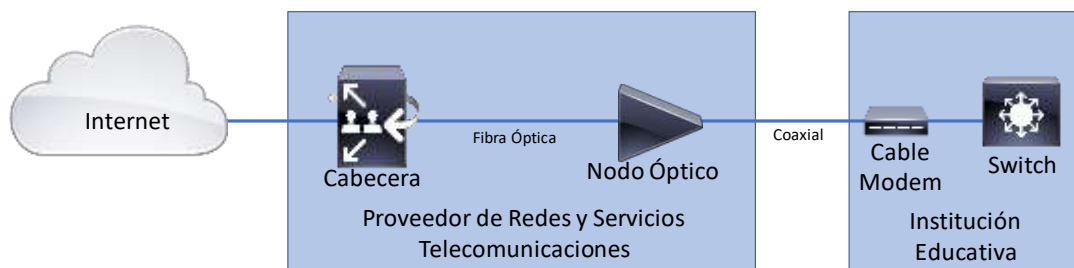 Internet
Cabecera
Fibra Óptica
Nodo Óptico
Coaxial
Cable
Modem
Switch
Proveedor de Redes y Servicios
Telecomunicaciones
Institución
Educativa